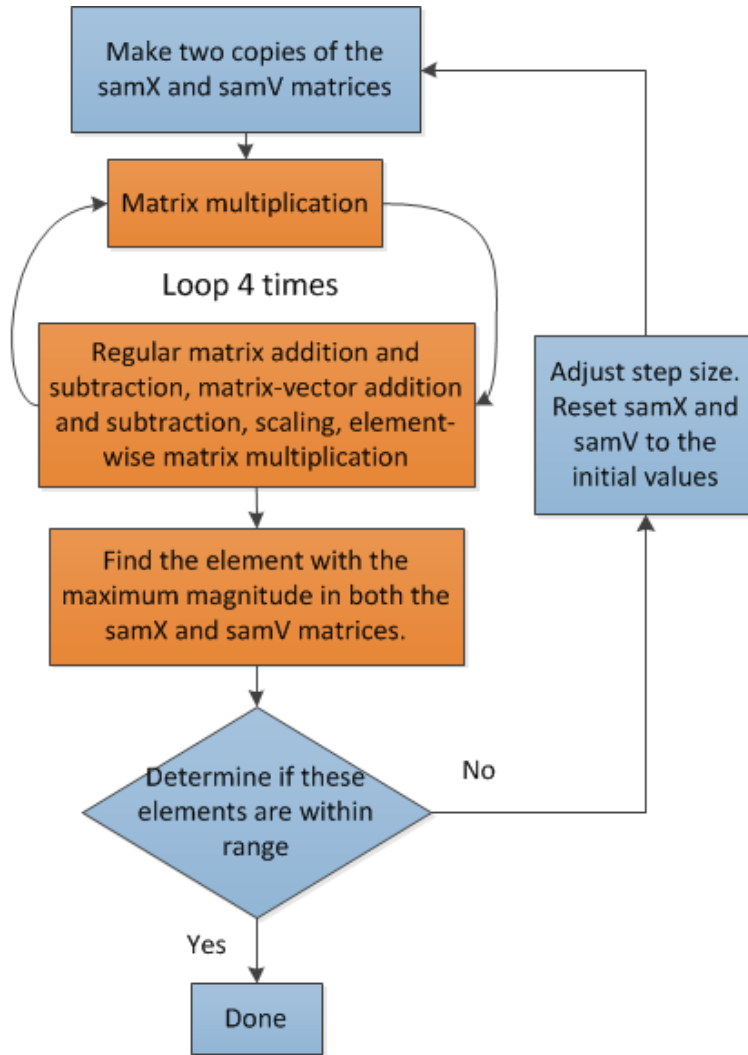 Make two copies of the
samX and samV matrices
Matrix multiplication
Loop 4 times
Regular matrix addition and
subtraction, matrix-vector addition
and subtraction, scaling, element-
wise matrix multiplication
Adjust step size.
Reset samX and
samV to the
initial values
Find the element with the
maximum magnitude in both the
samX and samV matrices.
Determine if these
elements are within
range
No
Yes
Done